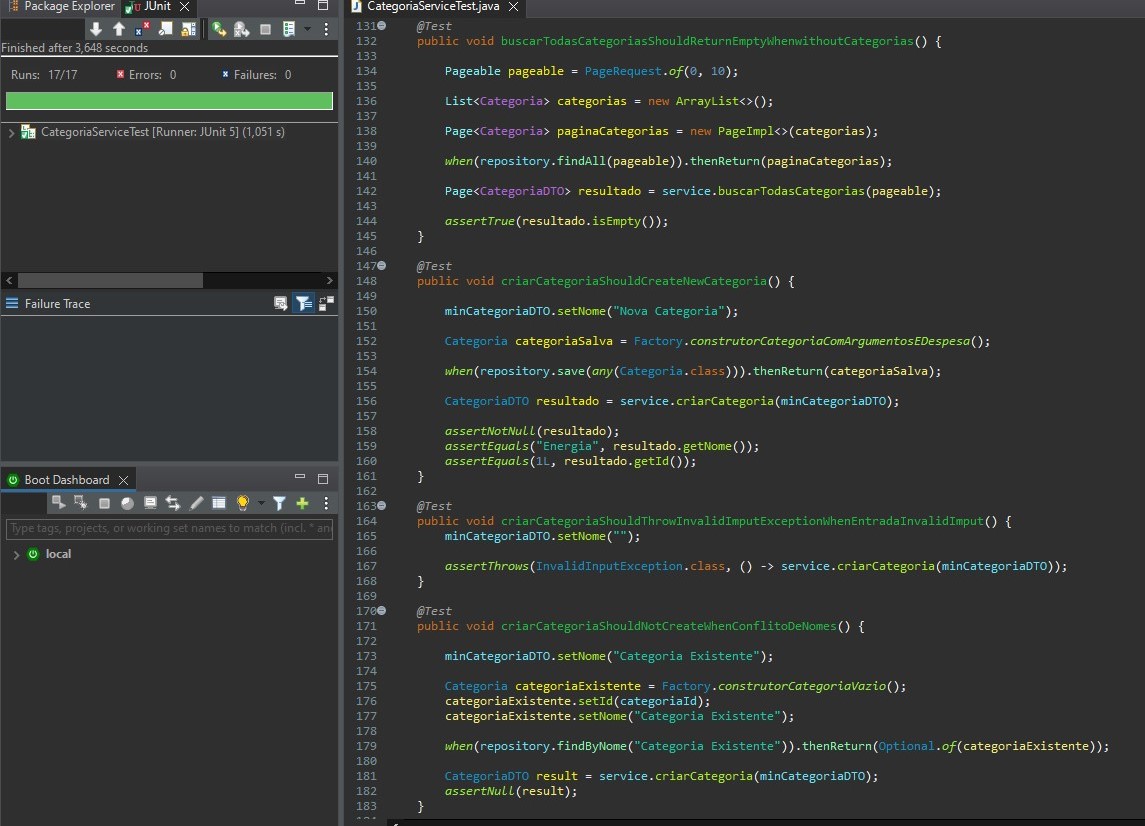 Package Explorer
JUnit
Finished after 3,648 seconds
Runs: 17/17
Errors: 0
Failures: 0
CategoriaServiceTest [Runner: JUnit 5] (1,051 s)
Failure Trace
Boot Dashboard
Type tags, projects, or working set names to match (incl. * and
local
CategoriaServiceTest.java
131 @Test
132 public void buscarTodasCategoriasShouldReturnEmptyWhenwithoutCategorias() {
133
134 Pageable pageable = PageRequest.of(0, 10);
135
136 List<Categoria> categorias = new ArrayList<>();
137
138 Page<Categoria> paginaCategorias = new PageImpl<>(categorias);
139
140 when(repository.findAll(pageable)).thenReturn(paginaCategorias);
141
142 Page<CategoriaDTO> resultado = service.buscarTodasCategorias(pageable);
143
144 assertTrue(resultado.isEmpty());
145 }
146
147 @Test
148 public void criarCategoriaShouldCreateNewCategoria() {
149
150 minCategoriaDTO.setNome("Nova Categoria");
151
152 Categoria categoriaSalva = Factory.construtorCategoriaComArgumentosEDespesa();
153
154 when(repository.save(any(Categoria.class))).thenReturn(categoriaSalva);
155
156 CategoriaDTO resultado = service.criarCategoria(minCategoriaDTO);
157
158 assertNotNull(resultado);
159 assertEquals("Energia", resultado.getNome());
160 assertEquals(1L, resultado.getId());
161 }
162
163 @Test
164 public void criarCategoriaShouldThrowInvalidImputExceptionWhenEntradaInvalidImput() {
165 minCategoriaDTO.setNome("");
166
167 assertThrows(InvalidInputException.class, () -> service.criarCategoria(minCategoriaDTO));
168 }
169
170 @Test
171 public void criarCategoriaShouldNotCreateWhenConflitoDeNomes() {
172
173 minCategoriaDTO.setNome("Categoria Existente");
174
175 Categoria categoriaExistente = Factory.construtorCategoriaVazio();
176 categoriaExistente.setId(categoriaId);
177 categoriaExistente.setNome("Categoria Existente");
178
179 when(repository.findByNome("Categoria Existente")).thenReturn(Optional.of(categoriaExistente));
180
181 CategoriaDTO result = service.criarCategoria(minCategoriaDTO);
182 assertNull(result);
183 }